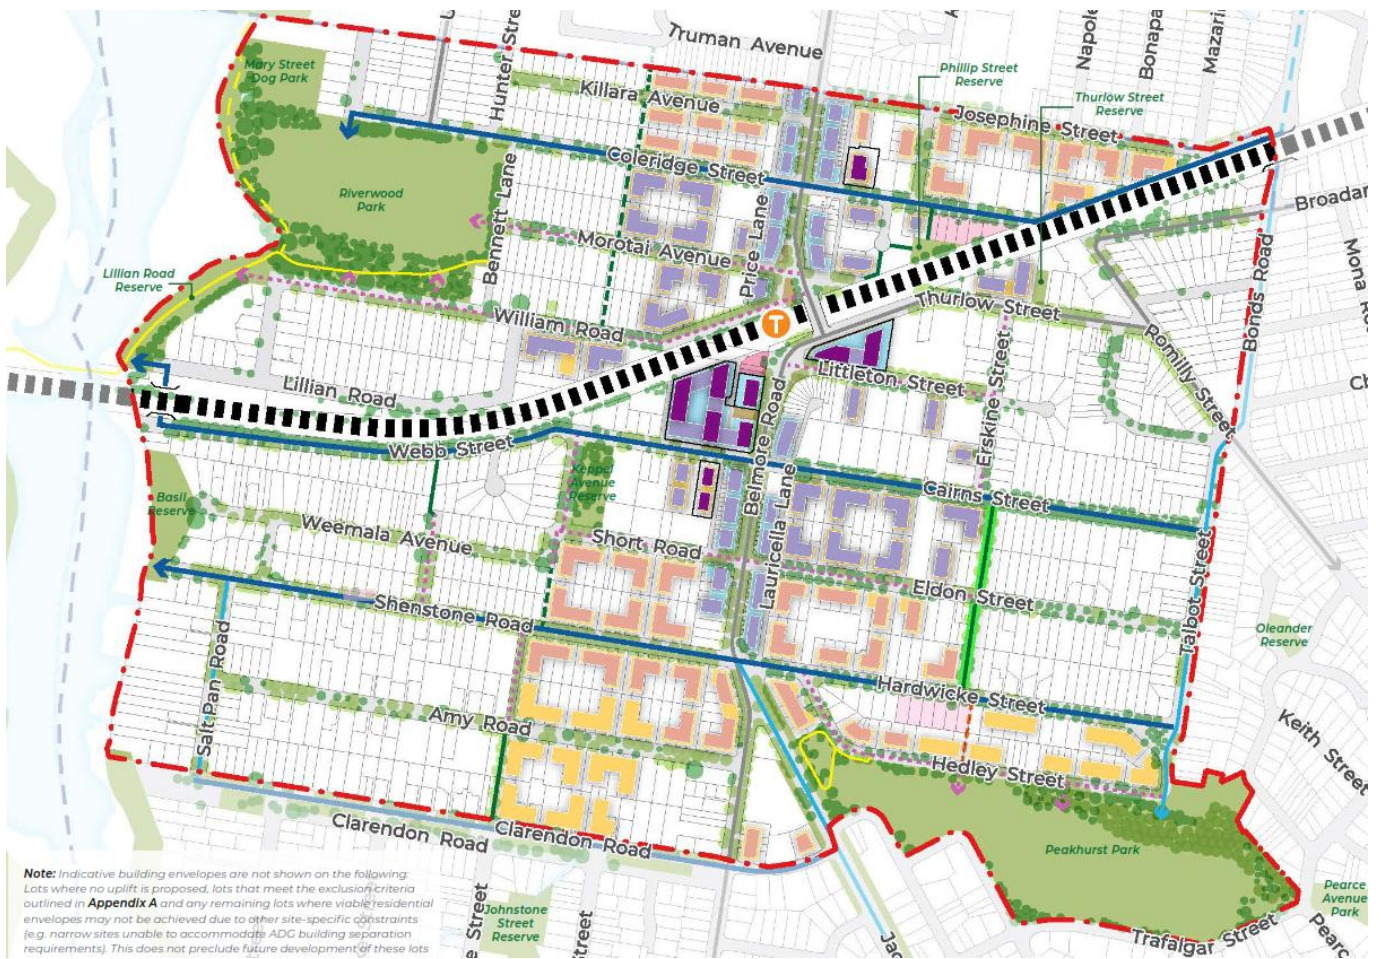 Truman Avenue
Napole
Bonapa
Mazarin
Hunter Stre
Mary Street
Dog Park
Killara Avenue
Phillip Street
Reserve
Thurlow Street
Reserve
Josephine Street
Coleridge Street
Riverwood
Park
Bennett Lane
Price Lane
Morotai Avenue
Broadar
Mona
Lillian Road
Reserve
William Road
T
Thurlow Street
Bonds Road
Romilly Street
Littleton Street
Lillian Road
Erskine Street
Ch
Webb Street
Belmore Road
Keppel
Avenue
Reserve
Lauricella Lane
Cairns Street
Basil
Reserve
Weemala Avenue
Short Road
Eldon Street
Talbot Street
Shenstone Road
Oleander
Reserve
Salt Pan Road
Hardwicke Street
Amy Road
Keith Street
Hedley Street
Clarendon Road
Clarendon Road
Peakhurst Park
Note: Indicative building envelopes are not shown on the following:
Lots where no uplift is proposed, lots that meet the exclusion criteria
outlined in Appendix A and any remaining lots where viable residential
envelopes may not be achieved due to other site-specific constraints
(e.g. narrow sites unable to accommodate ADG building separation
requirements). This does not preclude future development of these lots
Johnstone
Street
Reserve
e Street
street
Jac
Pearce
Avenue
Park
Trafalgar Street
Pearc